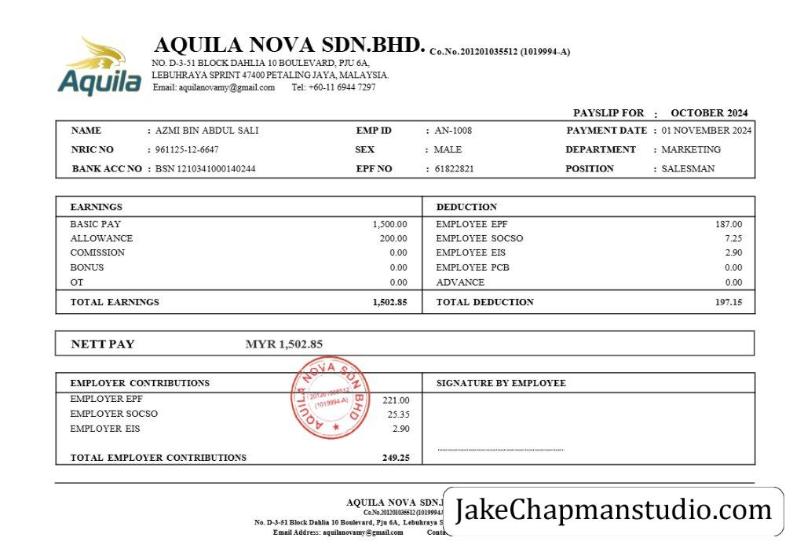 AQUILA NOVA SDN.BHD. Co.No.201201035512 (1019994-A)
NO. D-3-51 BLOCK DAHLIA 10 BOULEVARD, PJU 6A,
LEBUHRAYA SPRINT 47400 PETALING JAYA, MALAYSIA.
Aquila
Email: aquilanovamy@gmail.com Tel: +60-11 6944 7297
PAYSLIP FOR : OCTOBER 2024
NAME : AZMI BIN ABDUL SALI EMP ID : AN-1008 PAYMENT DATE : 01 NOVEMBER 2024
NRIC NO : 961125-12-6647 SEX : MALE DEPARTMENT : MARKETING
BANK ACC NO : BSN 1210341000140244 EPF NO : 61822821 POSITION : SALESMAN
EARNINGS DEDUCTION
BASIC PAY 1,500.00 EMPLOYEE EPF 187.00
ALLOWANCE 200.00 EMPLOYEE SOCSO 7.25
COMISSION 0.00 EMPLOYEE EIS 2.90
BONUS 0.00 EMPLOYEE PCB 0.00
OT 0.00 ADVANCE 0.00
TOTAL EARNINGS 1,502.85 TOTAL DEDUCTION 197.15
NETT PAY MYR 1,502.85
EMPLOYER CONTRIBUTIONS SIGNATURE BY EMPLOYEE
EMPLOYER EPF 221.00
EMPLOYER SOCSO 25.35
EMPLOYER EIS 2.90
TOTAL EMPLOYER CONTRIBUTIONS 249.25
AQUILA NOVA SDN BHD
201201035512
(1019994-A)
AQUILA NOVA SDN.
Co.No.201201035512 (1019994-
No. D-3-51 Block Dahlia 10 Boulevard, Pju 6A, Lebuhraya
Email Address: aquilanovamy@gmail.com
JakeChapmanstudio.com